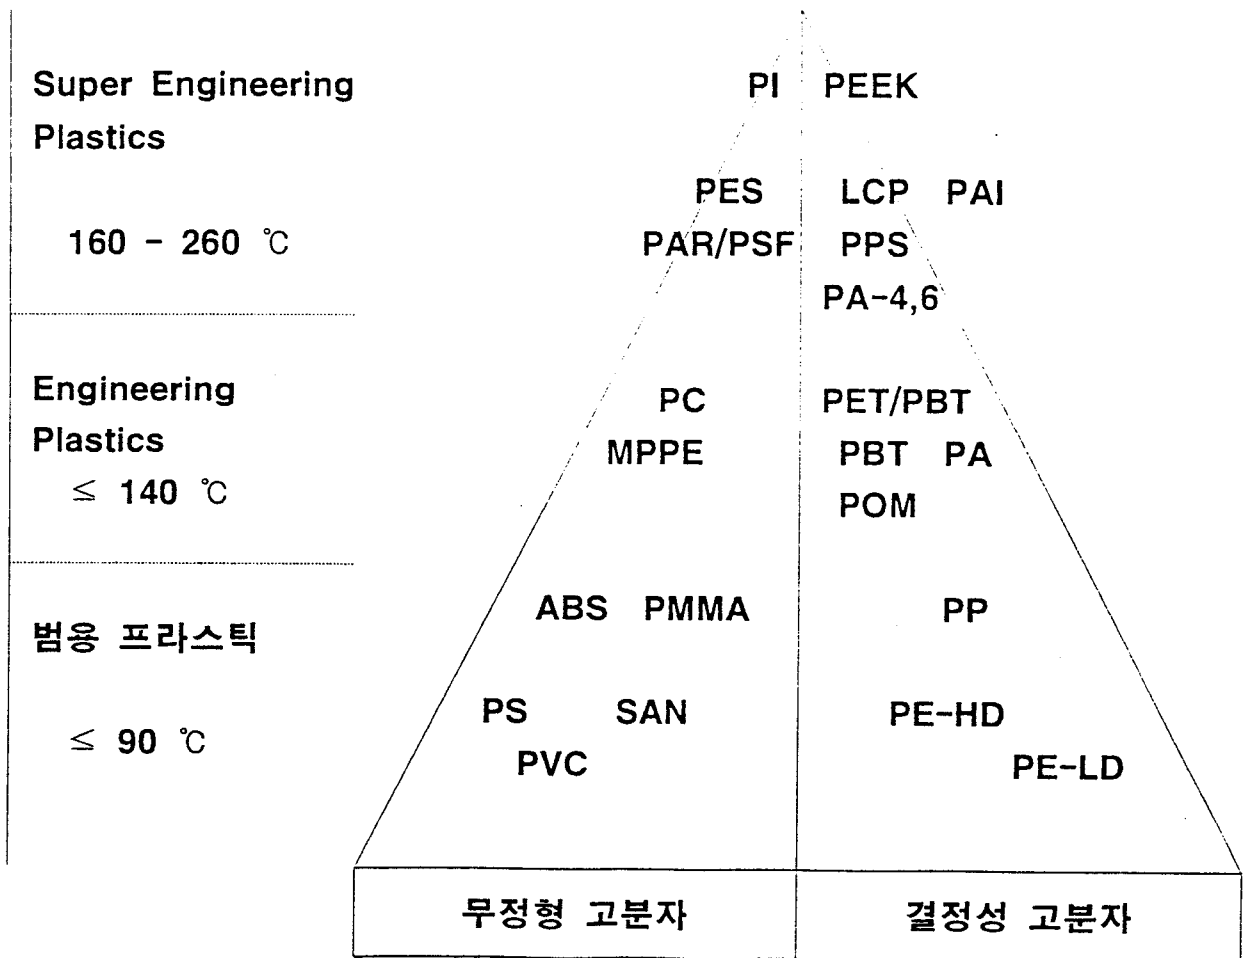 Super Engineering
Plastics
160 - 260 ℃
PI PEEK
PES LCP PAI
PAR/PSF PPS
PA-4,6
Engineering
Plastics
≤ 140 ℃
PC PET/PBT
MPPE PBT PA
POM
범용 프라스틱
≤ 90 ℃
ABS PMMA PP
PS SAN PE-HD
PVC PE-LD
무정형 고분자 결정성 고분자